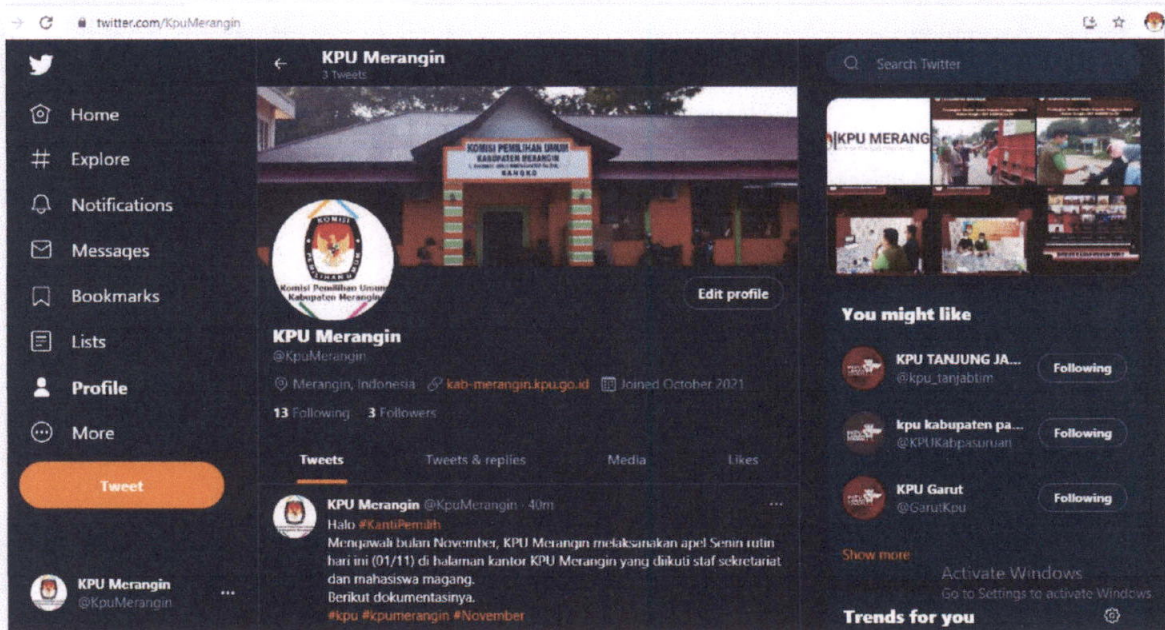 twitter.com/KpuMerangin
KPU Merangin
3 Tweets
Search Twitter
Home
Explore
Notifications
Messages
Bookmarks
Lists
Profile
More
Tweet
KPU Merangin
@KpuMerangin
KOMISI PEMILIHAN UMUM
KABUPATEN MERANGIN
BANGKO
KOMISI
PEMILIHAN UMUM
Komisi Pemilihan Umum
Kabupaten Merangin
Edit profile
KPU Merangin
@KpuMerangin
Merangin, Indonesia kab-merangin.kpu.go.id Joined October 2021
13 Following 3 Followers
Tweets Tweets & replies Media Likes
KPU Merangin @KpuMerangin · 40m
Halo #KantiPemilih
Mengawali bulan November, KPU Merangin melaksanakan apel Senin rutin
hari ini (01/11) di halaman kantor KPU Merangin yang diikuti staf sekretariat
dan mahasiswa magang.
Berikut dokumentasinya.
#kpu #kpumerangin #November
KPU MERANG
You might like
KPU TANJUNG JA...
@kpu_tanjabtim
Following
kpu kabupaten pa...
@KPUKabpasuruan
Following
KPU Garut
@GarutKpu
Following
Show more
Activate Windows
Go to Settings to activate Windows
Trends for you